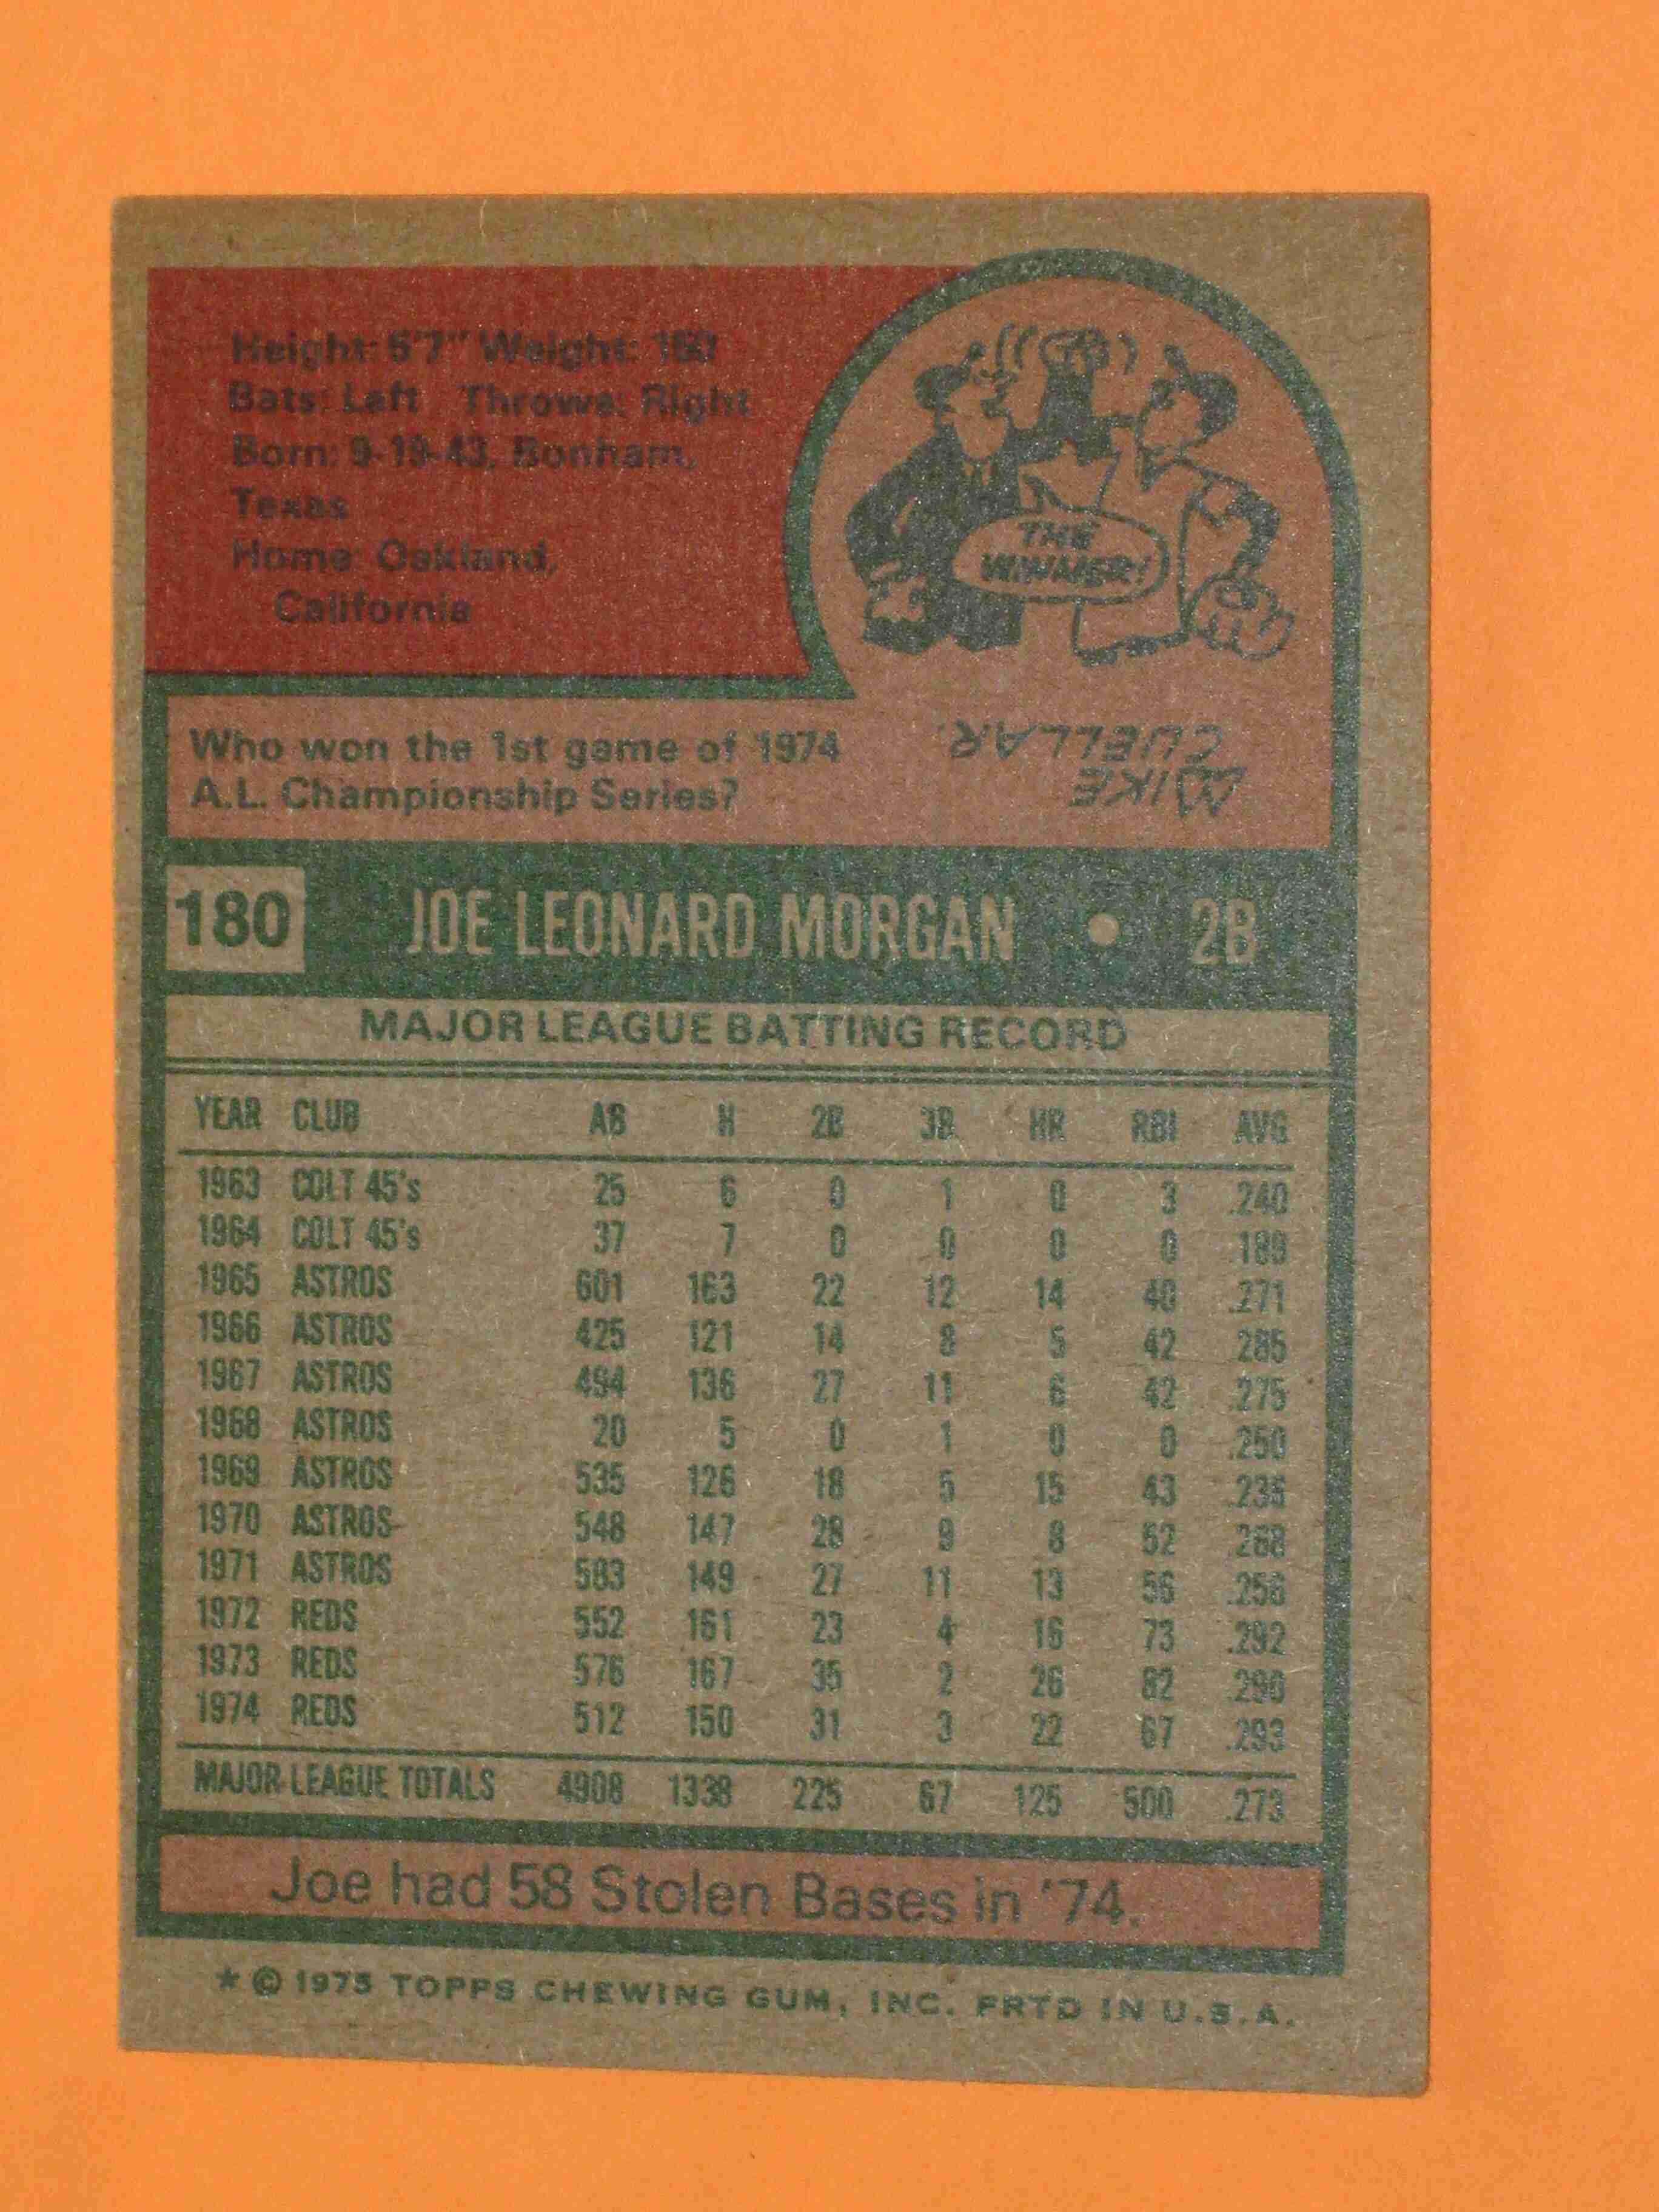 Height: 5'7" Weight: 160
Bats: Left Throws: Right
Born: 9-19-43, Bonham,
Texas
Home: Oakland,
California
THE
WINNER!
Who won the 1st game of 1974
A.L. Championship Series?
MIKE
CUELLAR.
180 JOE LEONARD MORGAN • 2B
MAJOR LEAGUE BATTING RECORD
YEAR CLUB AB H 2B 3B HR RBI AVG
1963 COLT 45's 25 6 0 1 0 3 .240
1964 COLT 45's 37 7 0 0 0 0 .189
1965 ASTROS 601 163 22 12 14 40 .271
1966 ASTROS 425 121 14 8 5 42 .285
1967 ASTROS 494 136 27 11 6 42 .275
1968 ASTROS 20 5 0 1 0 0 .250
1969 ASTROS 535 126 18 5 15 43 .236
1970 ASTROS 548 147 28 9 8 52 .268
1971 ASTROS 583 149 27 11 13 56 .256
1972 REDS 552 161 23 4 16 73 .292
1973 REDS 576 167 35 2 26 82 .290
1974 REDS 512 150 31 3 22 67 .293
MAJOR LEAGUE TOTALS 4908 1338 225 67 125 500 .273
Joe had 58 Stolen Bases in '74.
* © 1975 TOPPS CHEWING GUM, INC. PRTD IN U.S.A.